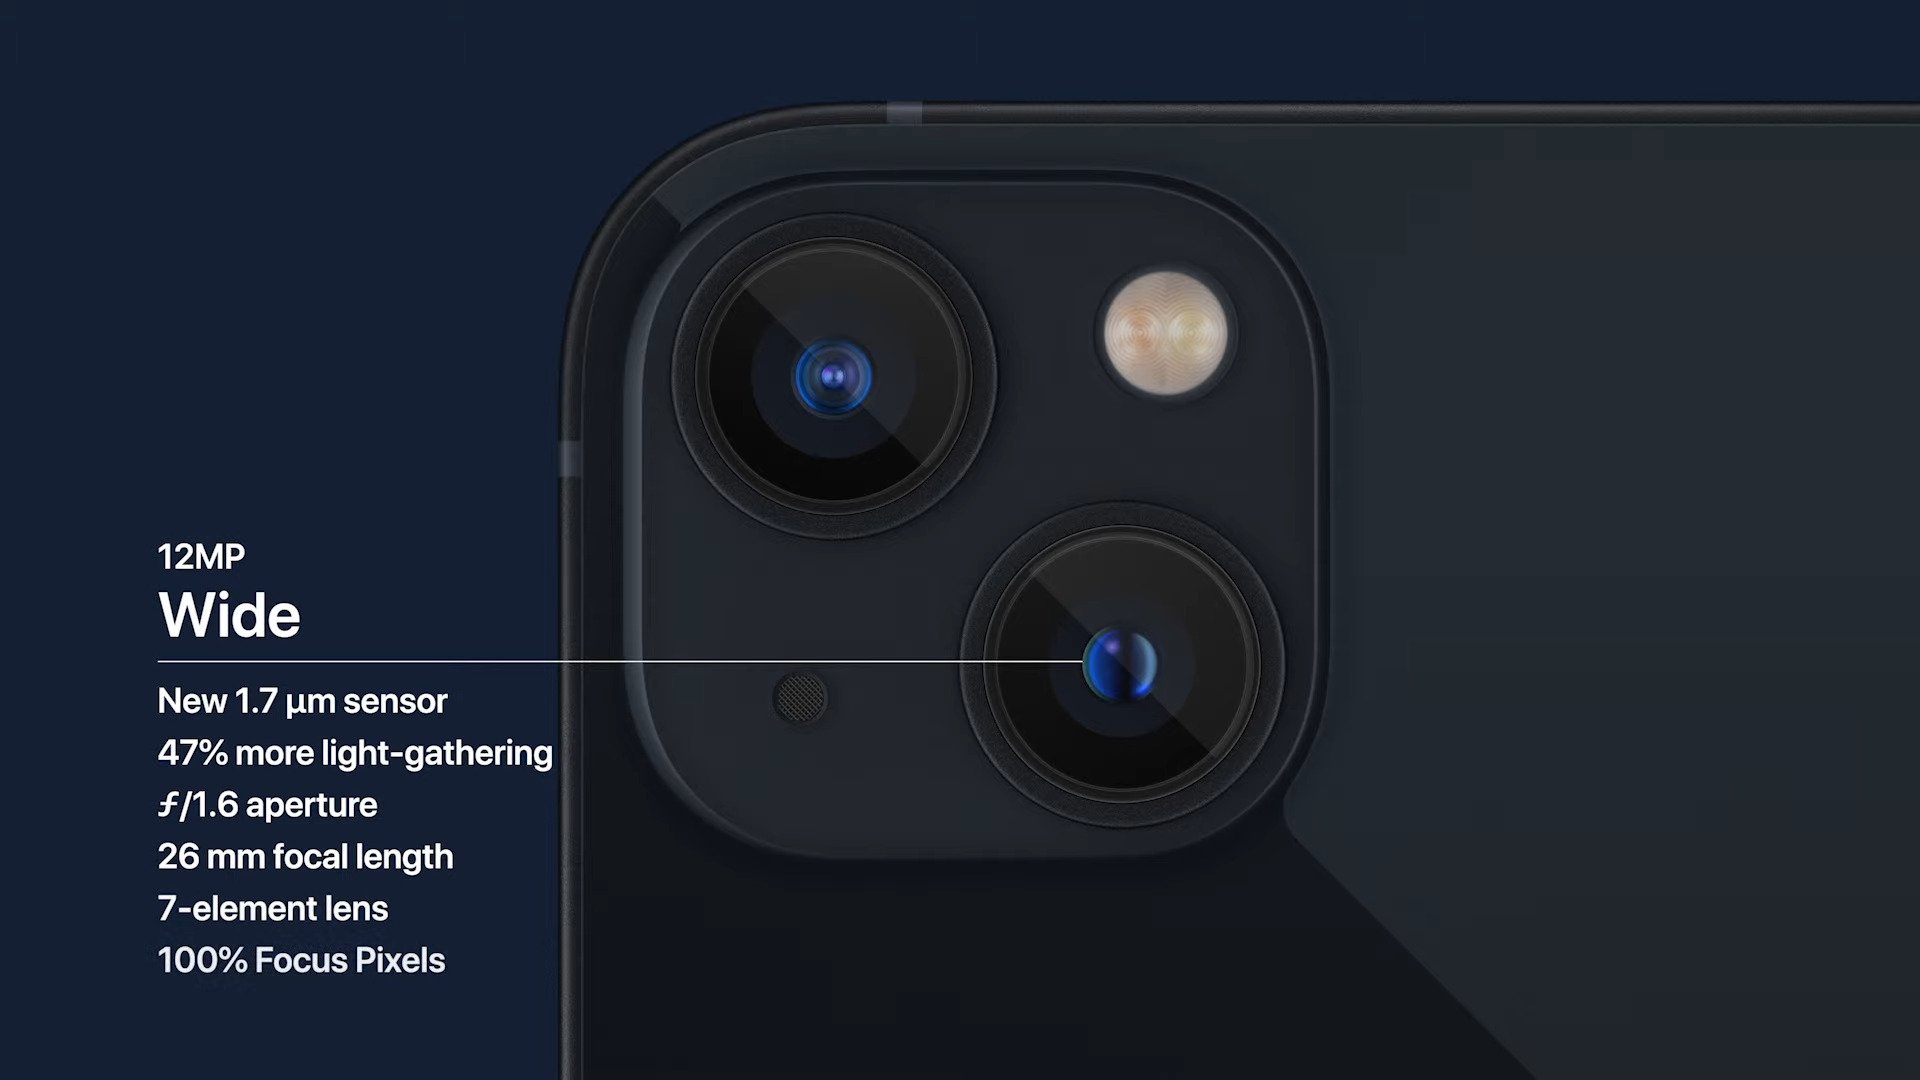 12MP
Wide
New 1.7 µm sensor
47% more light-gathering
ƒ/1.6 aperture
26 mm focal length
7-element lens
100% Focus Pixels